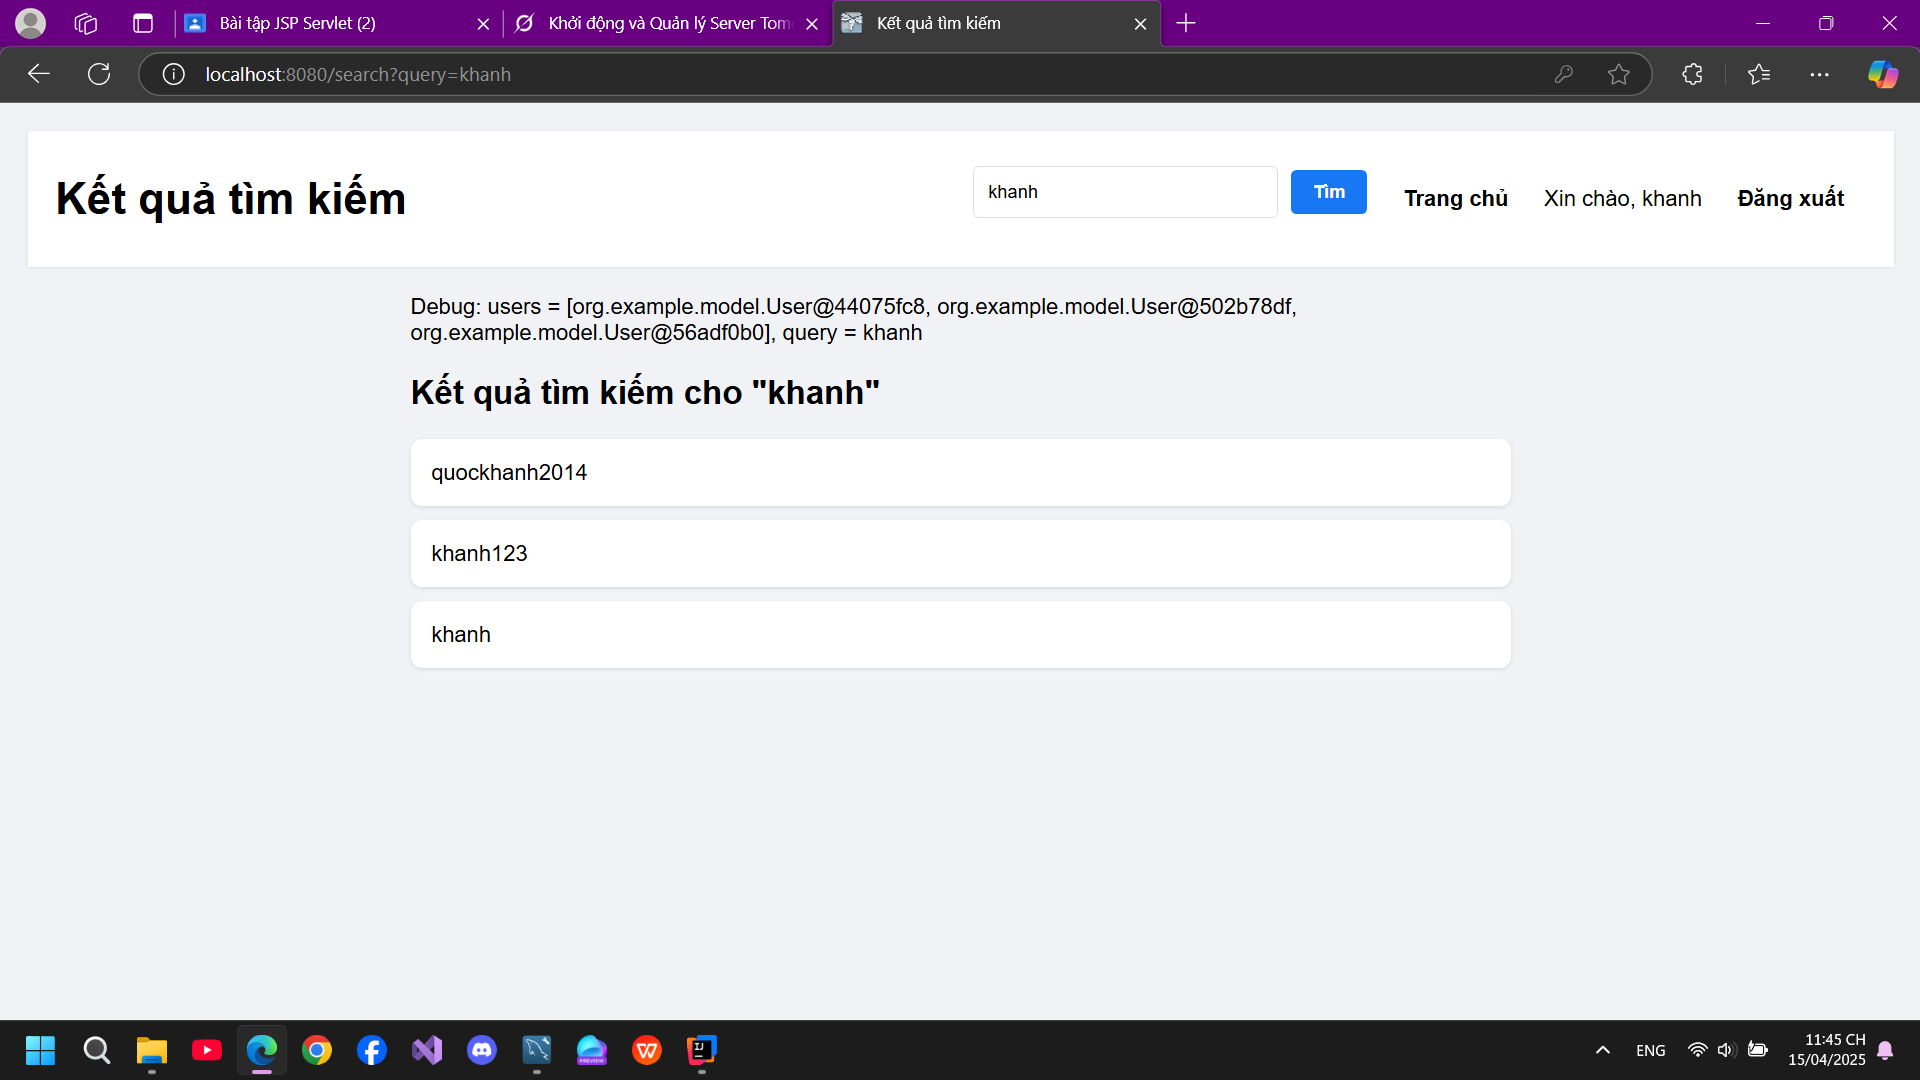 Bài tập JSP Servlet (2)
Khởi động và Quản lý Server Tom
Kết quả tìm kiếm
localhost:8080/search?query=khanh
Kết quả tìm kiếm
khanh
Tìm
Trang chủ
Xin chào, khanh
Đăng xuất
Debug: users = [org.example.model.User@44075fc8, org.example.model.User@502b78df,
org.example.model.User@56adf0b0], query = khanh
Kết quả tìm kiếm cho "khanh"
quockhanh2014
khanh123
khanh
PREVIEW
IJ
ENG
11:45 CH
15/04/2025